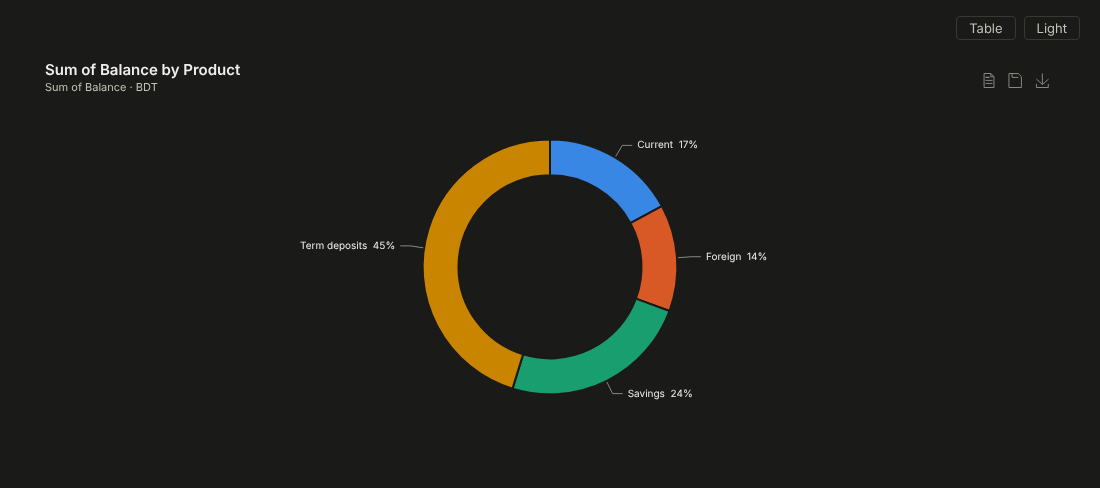 Table Light
Sum of Balance by Product
Sum of Balance · BDT
Current 17%
Term deposits 45%
Foreign 14%
Savings 24%